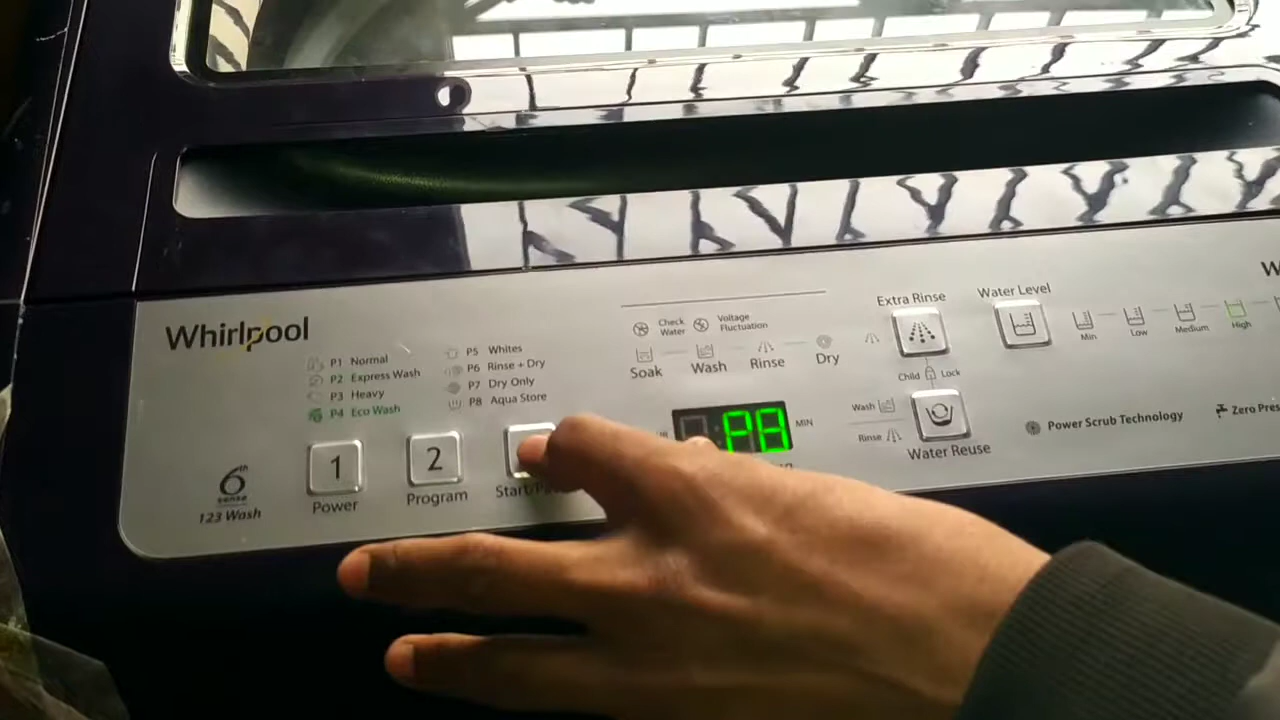 Whirlpool
P1 Normal
P2 Express Wash
P3 Heavy
P4 Eco Wash
P5 Whites
P6 Rinse + Dry
P7 Dry Only
P8 Aqua Store
6th
sense
123 Wash
1
Power
2
Program
Check
Water
Voltage
Fluctuation
Soak
Wash
Rinse
Dry
PA
MIN
Extra Rinse
Child Lock
Wash
Rinse
Water Reuse
Water Level
Min
Low
Medium
High
Power Scrub Technology
Zero